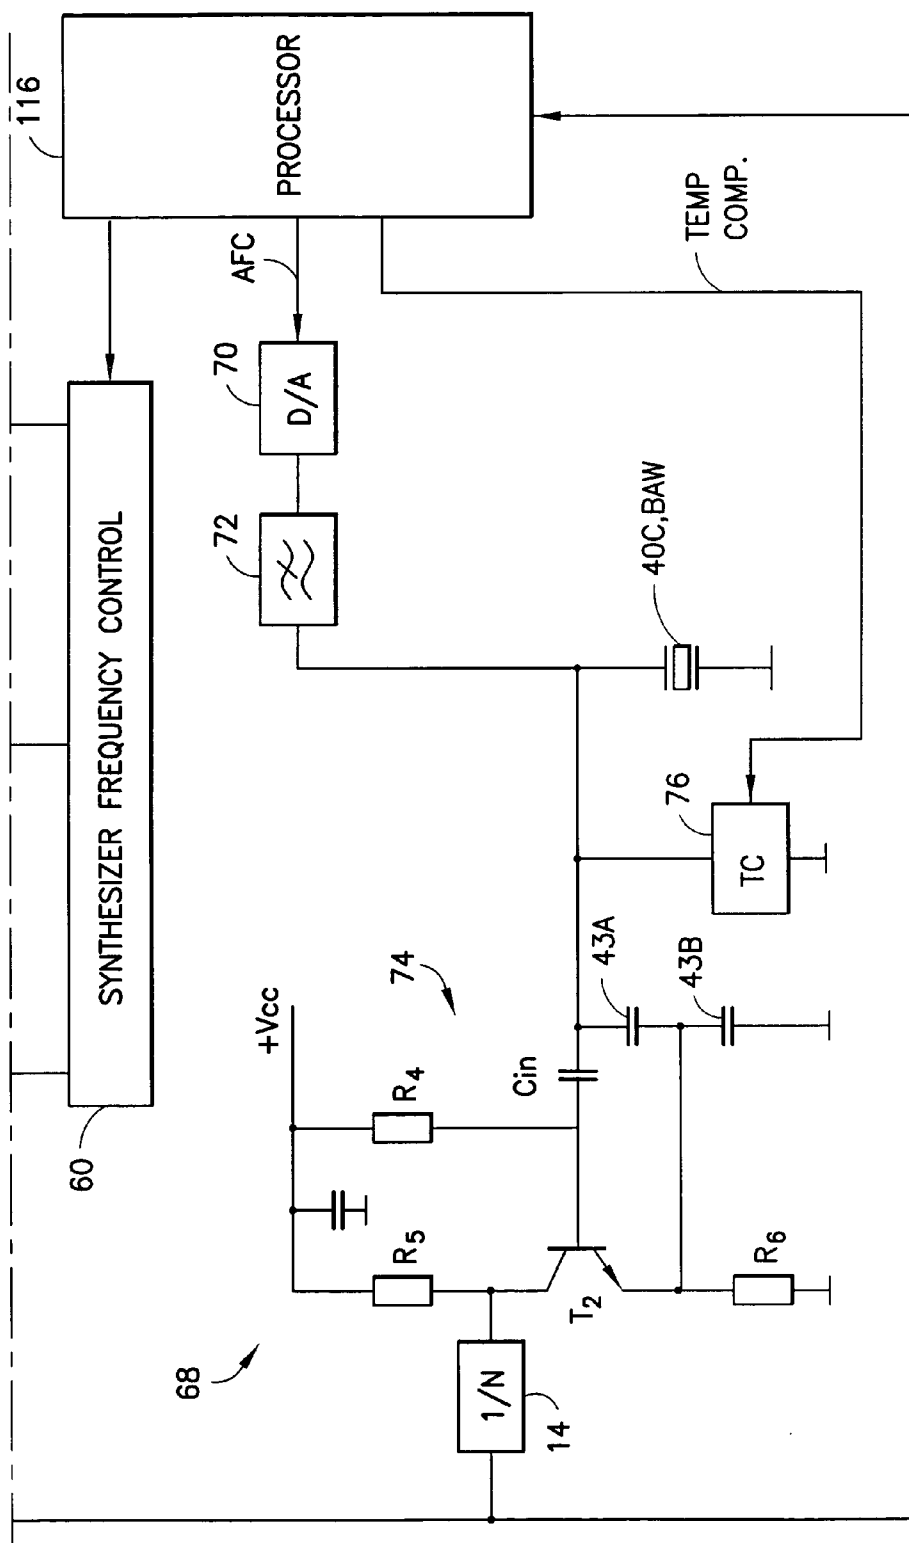 116
PROCESSOR
SYNTHESIZER FREQUENCY CONTROL
60
AFC
70
D/A
72
TEMP
COMP.
40C,BAW
76
TC
74
+Vcc
R4
R5
Cin
43A
43B
T2
R6
68
1/N
14